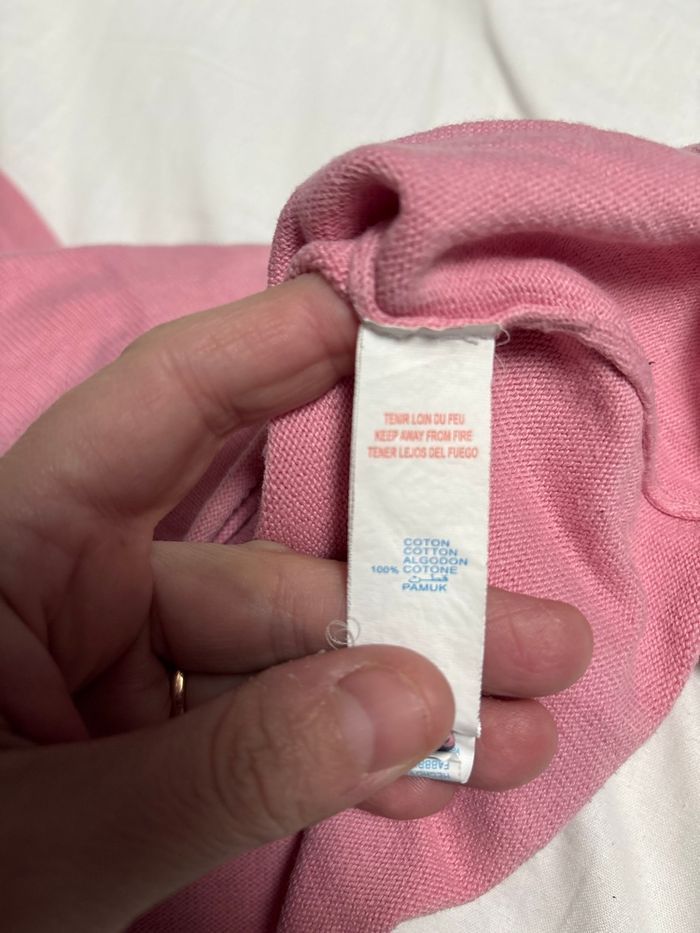 TENIR LOIN DU FEU
KEEP AWAY FROM FIRE
TENER LEJOS DEL FUEGO
COTON
COTTON
ALGODON
100% COTONE
قطن
PAMUK